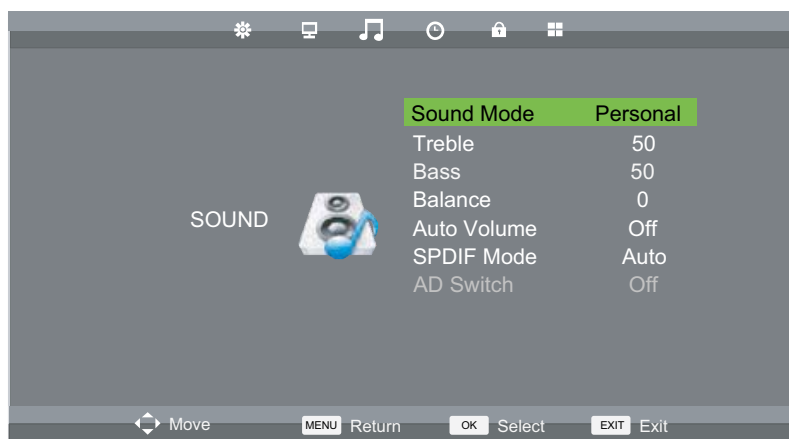 Sound Mode Personal
Treble 50
Bass 50
Balance 0
SOUND
Auto Volume Off
SPDIF Mode Auto
AD Switch Off
Move MENU Return OK Select EXIT Exit